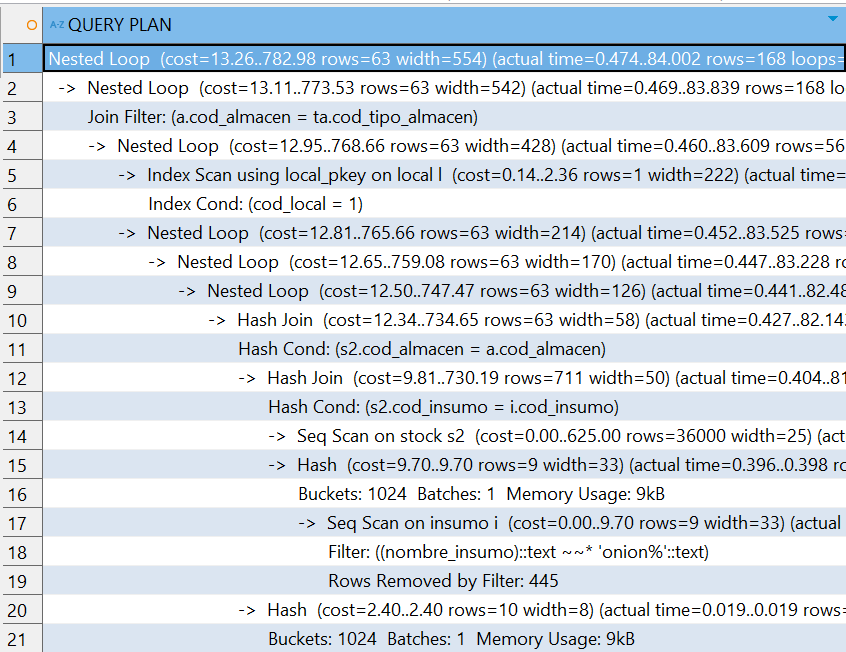 A-Z QUERY PLAN
1 Nested Loop (cost=13.26..782.98 rows=63 width=554) (actual time=0.474..84.002 rows=168 loops=
2 -> Nested Loop (cost=13.11..773.53 rows=63 width=542) (actual time=0.469..83.839 rows=168 lo
3 Join Filter: (a.cod_almacen = ta.cod_tipo_almacen)
4 -> Nested Loop (cost=12.95..768.66 rows=63 width=428) (actual time=0.460..83.609 rows=56
5 -> Index Scan using local_pkey on local l (cost=0.14..2.36 rows=1 width=222) (actual time=
6 Index Cond: (cod_local = 1)
7 -> Nested Loop (cost=12.81..765.66 rows=63 width=214) (actual time=0.452..83.525 rows=
8 -> Nested Loop (cost=12.65..759.08 rows=63 width=170) (actual time=0.447..83.228 ro
9 -> Nested Loop (cost=12.50..747.47 rows=63 width=126) (actual time=0.441..82.48
10 -> Hash Join (cost=12.34..734.65 rows=63 width=58) (actual time=0.427..82.143
11 Hash Cond: (s2.cod_almacen = a.cod_almacen)
12 -> Hash Join (cost=9.81..730.19 rows=711 width=50) (actual time=0.404..81
13 Hash Cond: (s2.cod_insumo = i.cod_insumo)
14 -> Seq Scan on stock s2 (cost=0.00..625.00 rows=36000 width=25) (act
15 -> Hash (cost=9.70..9.70 rows=9 width=33) (actual time=0.396..0.398 ro
16 Buckets: 1024 Batches: 1 Memory Usage: 9kB
17 -> Seq Scan on insumo i (cost=0.00..9.70 rows=9 width=33) (actual
18 Filter: ((nombre_insumo)::text ~~* 'onion%'::text)
19 Rows Removed by Filter: 445
20 -> Hash (cost=2.40..2.40 rows=10 width=8) (actual time=0.019..0.019 rows=
21 Buckets: 1024 Batches: 1 Memory Usage: 9kB